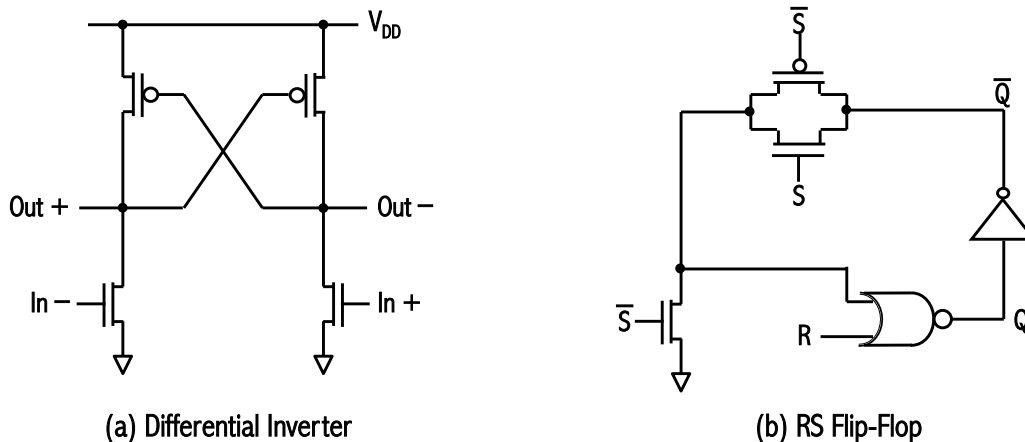 V_DD
Out +
Out −
In −
In +
(a) Differential Inverter
S̅
Q̅
S
S̅
R
Q
(b) RS Flip-Flop